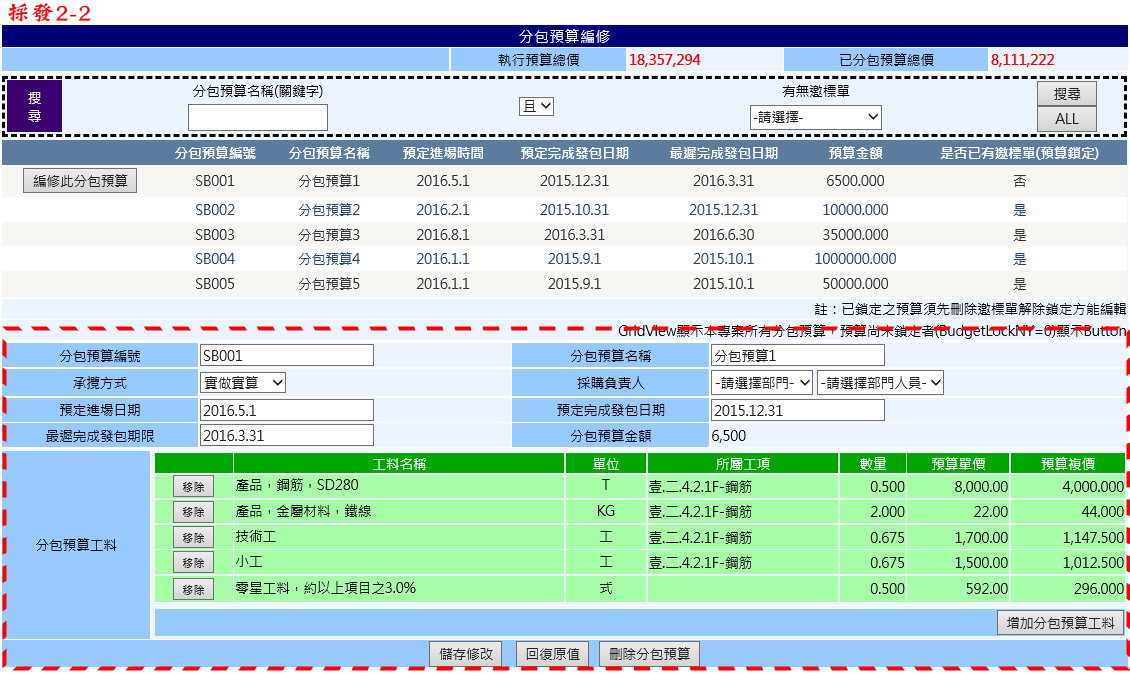 採發2-2
分包預算編修
執行預算總價 18,357,294 已分包預算總價 8,111,222
搜尋 分包預算名稱(關鍵字) 且 有無邀標單 -請選擇- 搜尋 ALL
分包預算編號 分包預算名稱 預定進場時間 預定完成發包日期 最遲完成發包日期 預算金額 是否已有邀標單(預算鎖定)
編修此分包預算 SB001 分包預算1 2016.5.1 2015.12.31 2016.3.31 6500.000 否
SB002 分包預算2 2016.2.1 2015.10.31 2015.12.31 10000.000 是
SB003 分包預算3 2016.8.1 2016.3.31 2016.6.30 35000.000 是
SB004 分包預算4 2016.1.1 2015.9.1 2015.10.1 1000000.000 是
SB005 分包預算5 2016.1.1 2015.9.1 2015.10.1 50000.000 是
註：已鎖定之預算須先刪除邀標單解除鎖定方能編輯
GridView顯示本專案所有分包預算，預算尚未鎖定者(BudgetLockNY=0)顯示Button
分包預算編號 SB001 分包預算名稱 分包預算1
承攬方式 實做實算 採購負責人 -請選擇部門- -請選擇部門人員-
預定進場日期 2016.5.1 預定完成發包日期 2015.12.31
最遲完成發包期限 2016.3.31 分包預算金額 6,500
分包預算工料
工料名稱 單位 所屬工項 數量 預算單價 預算複價
移除 產品，鋼筋，SD280 T 壹.二.4.2.1F-鋼筋 0.500 8,000.00 4,000.000
移除 產品，金屬材料，鐵線 KG 壹.二.4.2.1F-鋼筋 2.000 22.00 44.000
移除 技術工 工 壹.二.4.2.1F-鋼筋 0.675 1,700.00 1,147.500
移除 小工 工 壹.二.4.2.1F-鋼筋 0.675 1,500.00 1,012.500
移除 零星工料，約以上項目之3.0% 式 0.500 592.00 296.000
增加分包預算工料
儲存修改 回復原值 刪除分包預算